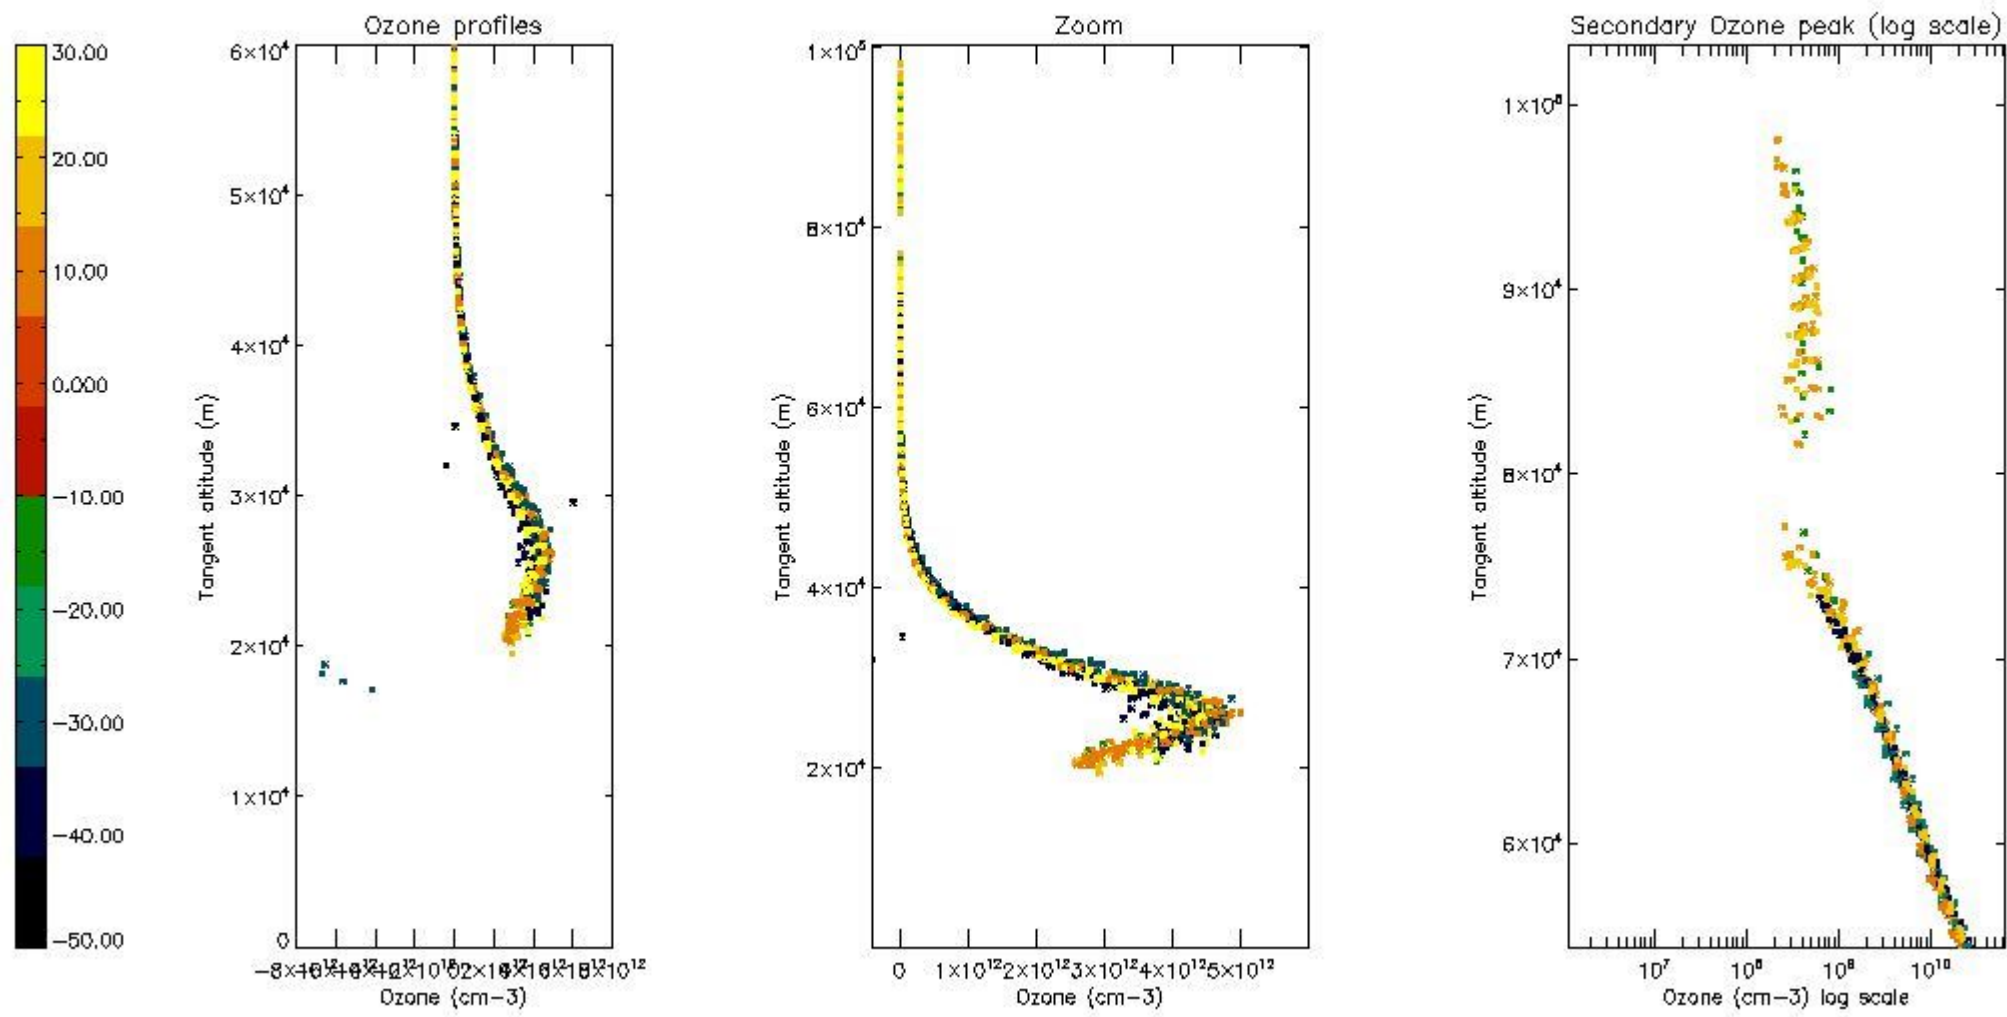 Ozone profiles
Zoom
Secondary Ozone peak (log scale)
30.00
20.00
10.00
0.000
−10.00
−20.00
−30.00
−40.00
−50.00
6×10⁴
5×10⁴
4×10⁴
3×10⁴
2×10⁴
1×10⁴
0
Tangent altitude (m)
Ozone (cm−3)
1×10⁵
8×10⁴
6×10⁴
4×10⁴
2×10⁴
Tangent altitude (m)
0 1×10¹² 2×10¹² 3×10¹² 4×10¹² 5×10¹²
Ozone (cm−3)
9×10⁴
8×10⁴
7×10⁴
6×10⁴
Tangent altitude (m)
10⁷ 10⁸ 10⁹ 10¹⁰
Ozone (cm−3) log scale